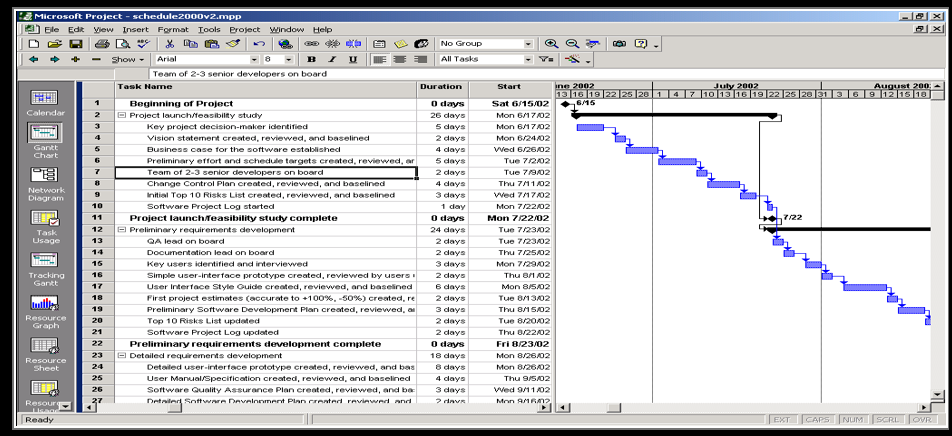 Microsoft Project - schedule2000v2.mpp
File Edit View Insert Format Tools Project Window Help
No Group
Show Arial 8 B I U All Tasks
Team of 2-3 senior developers on board
Task Name Duration Start
ne 2002 July 2002 August 200
13 16 19 22 25 28 1 4 7 10 13 16 19 22 25 28 31 3 6 9 12 15 18
1 Beginning of Project 0 days Sat 6/15/02 6/15
2 Project launch/feasibility study 26 days Mon 6/17/02
3 Key project decision-maker identified 5 days Mon 6/17/02
4 Vision statement created, reviewed, and baselined 2 days Mon 6/24/02
5 Business case for the software established 4 days Wed 6/26/02
6 Preliminary effort and schedule targets created, reviewed, ar 5 days Tue 7/2/02
7 Team of 2-3 senior developers on board 2 days Tue 7/9/02
8 Change Control Plan created, reviewed, and baselined 4 days Thu 7/11/02
9 Initial Top 10 Risks List created, reviewed, and baselined 3 days Wed 7/17/02
10 Software Project Log started 1 day Mon 7/22/02
11 Project launch/feasibility study complete 0 days Mon 7/22/02 7/22
12 Preliminary requirements development 24 days Tue 7/23/02
13 QA lead on board 2 days Tue 7/23/02
14 Documentation lead on board 2 days Thu 7/25/02
15 Key users identified and interviewed 3 days Mon 7/29/02
16 Simple user-interface prototype created, reviewed by users 2 days Thu 8/1/02
17 User Interface Style Guide created, reviewed, and baselined 6 days Mon 8/5/02
18 First project estimates (accurate to +100%, -50%) created, re 2 days Tue 8/13/02
19 Preliminary Software Development Plan created, reviewed, a 3 days Thu 8/15/02
20 Top 10 Risks List updated 2 days Tue 8/20/02
21 Software Project Log updated 2 days Thu 8/22/02
22 Preliminary requirements development complete 0 days Fri 8/23/02
23 Detailed requirements development 18 days Mon 8/26/02
24 Detailed user-interface prototype created, reviewed, and bas 8 days Mon 8/26/02
25 User Manual/Specification created, reviewed, and baselined 4 days Thu 9/5/02
26 Software Quality Assurance Plan created, reviewed, and ba 3 days Wed 9/11/02
27 Detailed Software Development Plan created, reviewed, and 2 days Mon 9/16/02
Calendar
Gantt
Chart
Network
Diagram
Task
Usage
Tracking
Gantt
Resource
Graph
Resource
Sheet
Resource
Usage
Ready EXT CAPS NUM SCRL OVR